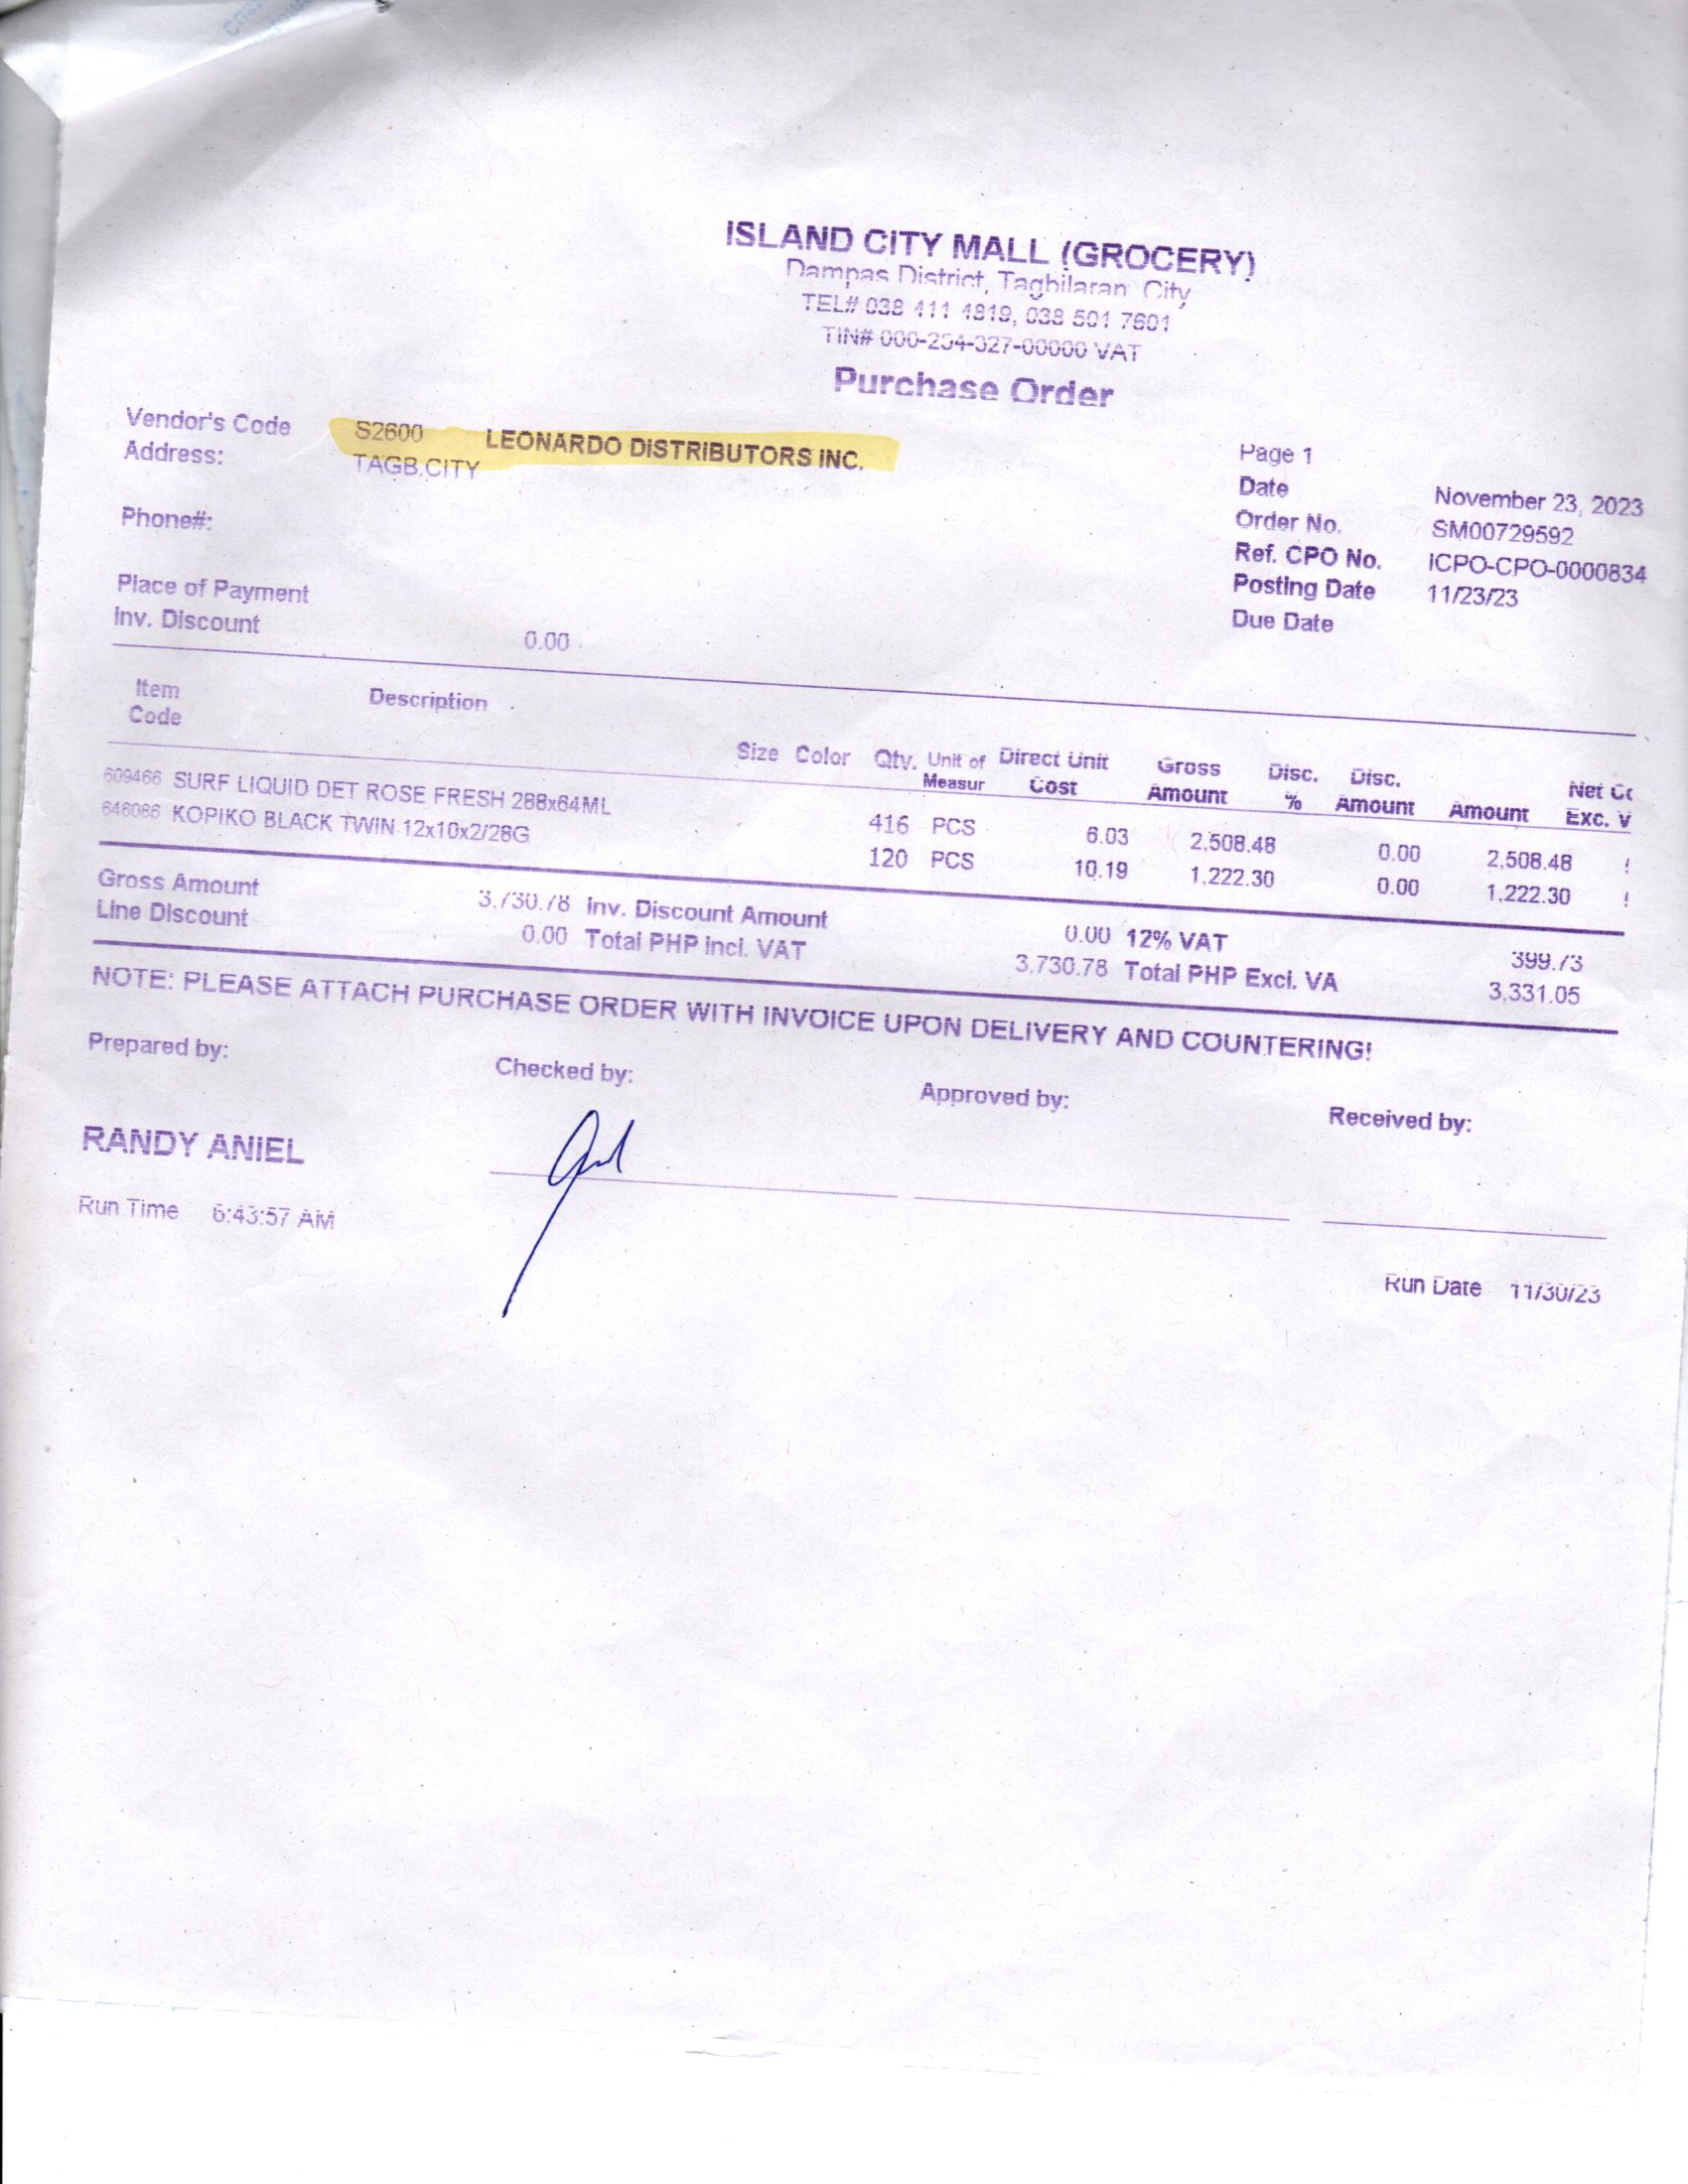 ISLAND CITY MALL (GROCERY)
Dampas District, Tagbilaran City
TEL# 038 411 4819, 038 501 7601
TIN# 000-254-327-00000 VAT
Purchase Order
Vendor's Code S2600 LEONARDO DISTRIBUTORS INC.
Address: TAGB.CITY
Phone#:
Place of Payment
Inv. Discount 0.00
Page 1
Date November 23, 2023
Order No. SM00729592
Ref. CPO No. ICPO-CPO-0000834
Posting Date 11/23/23
Due Date
Item Code Description Size Color Qty. Unit of Measur Direct Unit Cost Gross Amount Disc. % Disc. Amount Amount Net Exc. V
609466 SURF LIQUID DET ROSE FRESH 288x64ML 416 PCS 6.03 2,508.48 0.00 2,508.48
646086 KOPIKO BLACK TWIN 12x10x2/28G 120 PCS 10.19 1,222.30 0.00 1,222.30
Gross Amount 3,730.78 Inv. Discount Amount 0.00 12% VAT 399.73
Line Discount 0.00 Total PHP Incl. VAT 3,730.78 Total PHP Excl. VA 3,331.05
NOTE: PLEASE ATTACH PURCHASE ORDER WITH INVOICE UPON DELIVERY AND COUNTERING!
Prepared by: Checked by: Approved by: Received by:
RANDY ANIEL
Run Time 6:43:57 AM
Run Date 11/30/23